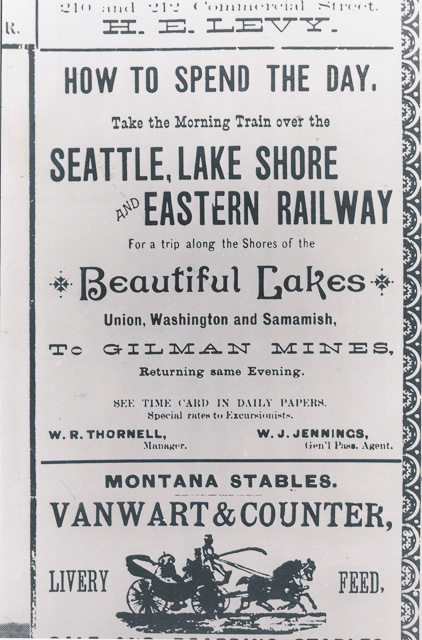 210 and 212 Commercial Street.
R.
H. E. LEVY.
HOW TO SPEND THE DAY.
Take the Morning Train over the
SEATTLE, LAKE SHORE
AND EASTERN RAILWAY
For a trip along the Shores of the
Beautiful Lakes
Union, Washington and Samamish,
To GILMAN MINES,
Returning same Evening.
SEE TIME CARD IN DAILY PAPERS.
Special rates to Excursionists.
W. R. THORNELL,
Manager.
W. J. JENNINGS,
Gen'l Pass. Agent.
MONTANA STABLES.
VANWART & COUNTER,
LIVERY FEED,